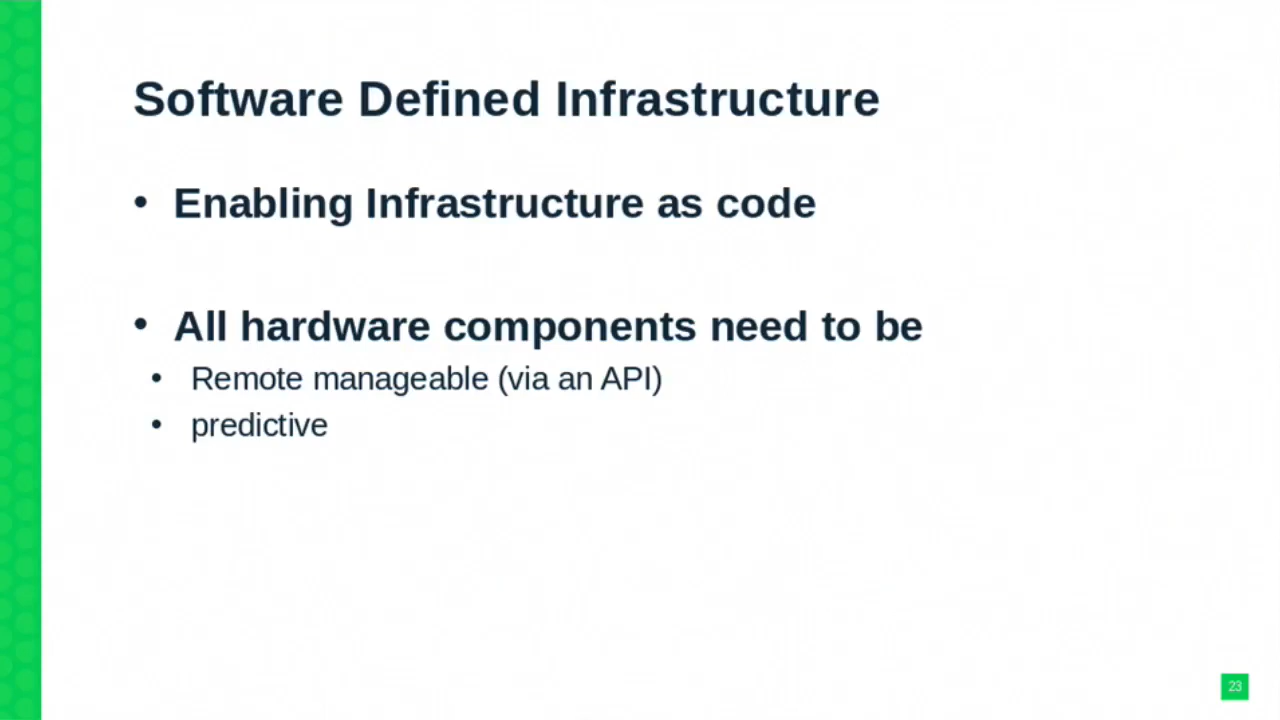 Software Defined Infrastructure
• Enabling Infrastructure as code
• All hardware components need to be
• Remote manageable (via an API)
• predictive
23